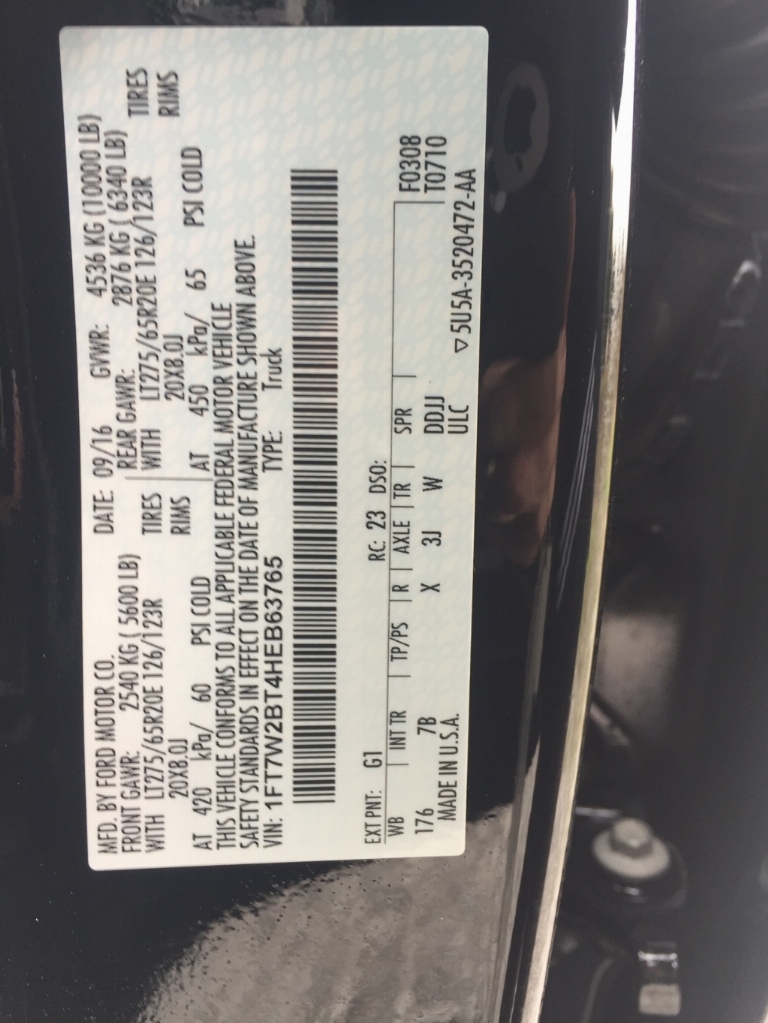 MFD. BY FORD MOTOR CO. DATE: 09/16 GVWR: 4536 KG (10000 LB)
FRONT GAWR: 2540 KG ( 5600 LB) REAR GAWR: 2876 KG ( 6340 LB)
WITH LT275/65R20E 126/123R TIRES WITH LT275/65R20E 126/123R TIRES
20X8.0J RIMS 20X8.0J RIMS
AT 420 kPa/ 60 PSI COLD AT 450 kPa/ 65 PSI COLD
THIS VEHICLE CONFORMS TO ALL APPLICABLE FEDERAL MOTOR VEHICLE
SAFETY STANDARDS IN EFFECT ON THE DATE OF MANUFACTURE SHOWN ABOVE.
VIN: 1FT7W2BT4HEB63765 TYPE: Truck
EXT PNT: G1 RC: 23 DSO:
WB INT TR TP/PS R AXLE TR SPR F0308
176 7B X 3J W DDJJ T0710
MADE IN U.S.A. ULC
▽5U5A-3520472-AA